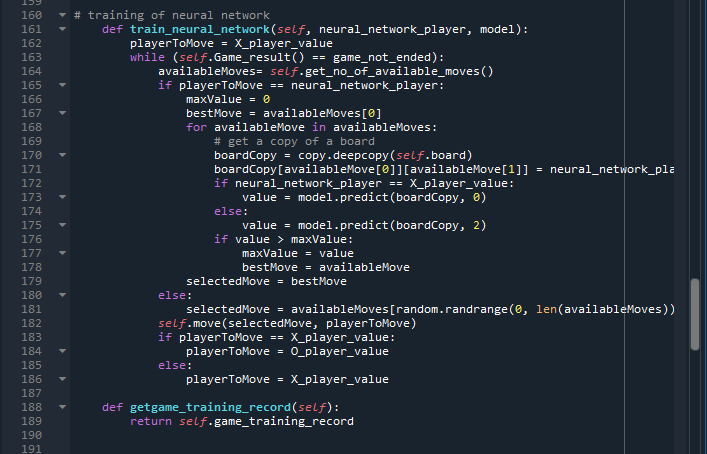 159
160 # training of neural network
161     def train_neural_network(self, neural_network_player, model):
162         playerToMove = X_player_value
163         while (self.Game_result() == game_not_ended):
164             availableMoves= self.get_no_of_available_moves()
165             if playerToMove == neural_network_player:
166                 maxValue = 0
167                 bestMove = availableMoves[0]
168                 for availableMove in availableMoves:
169                     # get a copy of a board
170                     boardCopy = copy.deepcopy(self.board)
171                     boardCopy[availableMove[0]][availableMove[1]] = neural_network_pla
172                     if neural_network_player == X_player_value:
173                         value = model.predict(boardCopy, 0)
174                     else:
175                         value = model.predict(boardCopy, 2)
176                     if value > maxValue:
177                         maxValue = value
178                         bestMove = availableMove
179                 selectedMove = bestMove
180             else:
181                 selectedMove = availableMoves[random.randrange(0, len(availableMoves))
182             self.move(selectedMove, playerToMove)
183             if playerToMove == X_player_value:
184                 playerToMove = O_player_value
185             else:
186                 playerToMove = X_player_value
187
188     def getgame_training_record(self):
189         return self.game_training_record
190
191